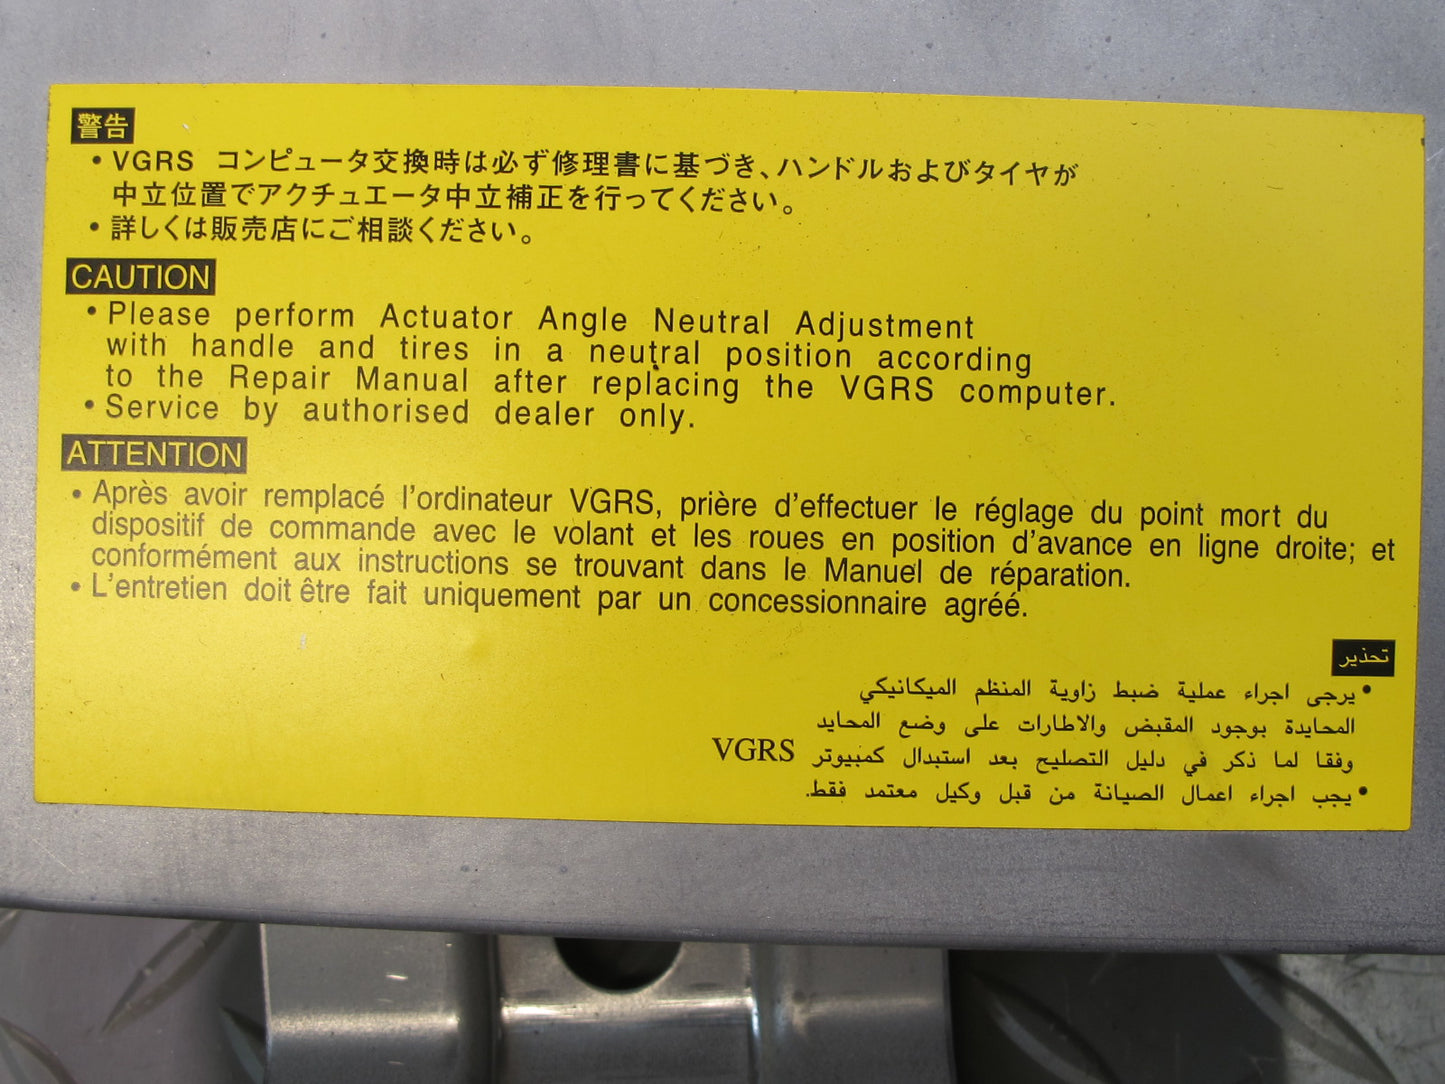 警告
• VGRS コンピュータ交換時は必ず修理書に基づき、ハンドルおよびタイヤが
中立位置でアクチュエータ中立補正を行ってください。
• 詳しくは販売店にご相談ください。
CAUTION
• Please perform Actuator Angle Neutral Adjustment
with handle and tires in a neutral position according
to the Repair Manual after replacing the VGRS computer.
• Service by authorised dealer only.
ATTENTION
• Après avoir remplacé l'ordinateur VGRS, prière d'effectuer le réglage du point mort du
dispositif de commande avec le volant et les roues en position d'avance en ligne droite; et
conformément aux instructions se trouvant dans le Manuel de réparation.
• L'entretien doit être fait uniquement par un concessionnaire agréé.
تحذير
• يرجى اجراء عملية ضبط زاوية المنظم الميكانيكي
المحايدة بوجود المقبض والاطارات على وضع المحايد
وفقا لما ذكر في دليل التصليح بعد استبدال كمبيوتر VGRS
• يجب اجراء اعمال الصيانة من قبل وكيل معتمد فقط.